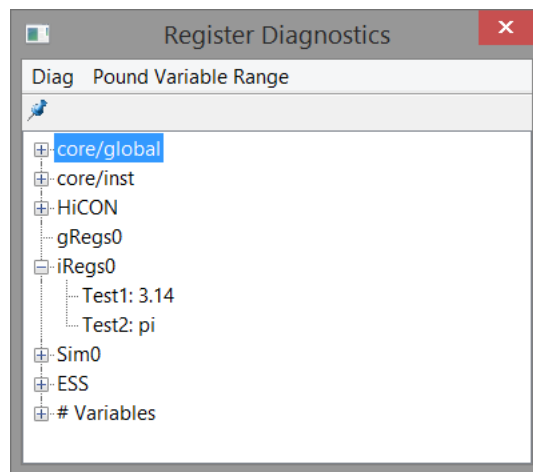 Register Diagnostics
Diag Pound Variable Range
core/global
core/inst
HiCON
gRegs0
iRegs0
Test1: 3.14
Test2: pi
Sim0
ESS
# Variables